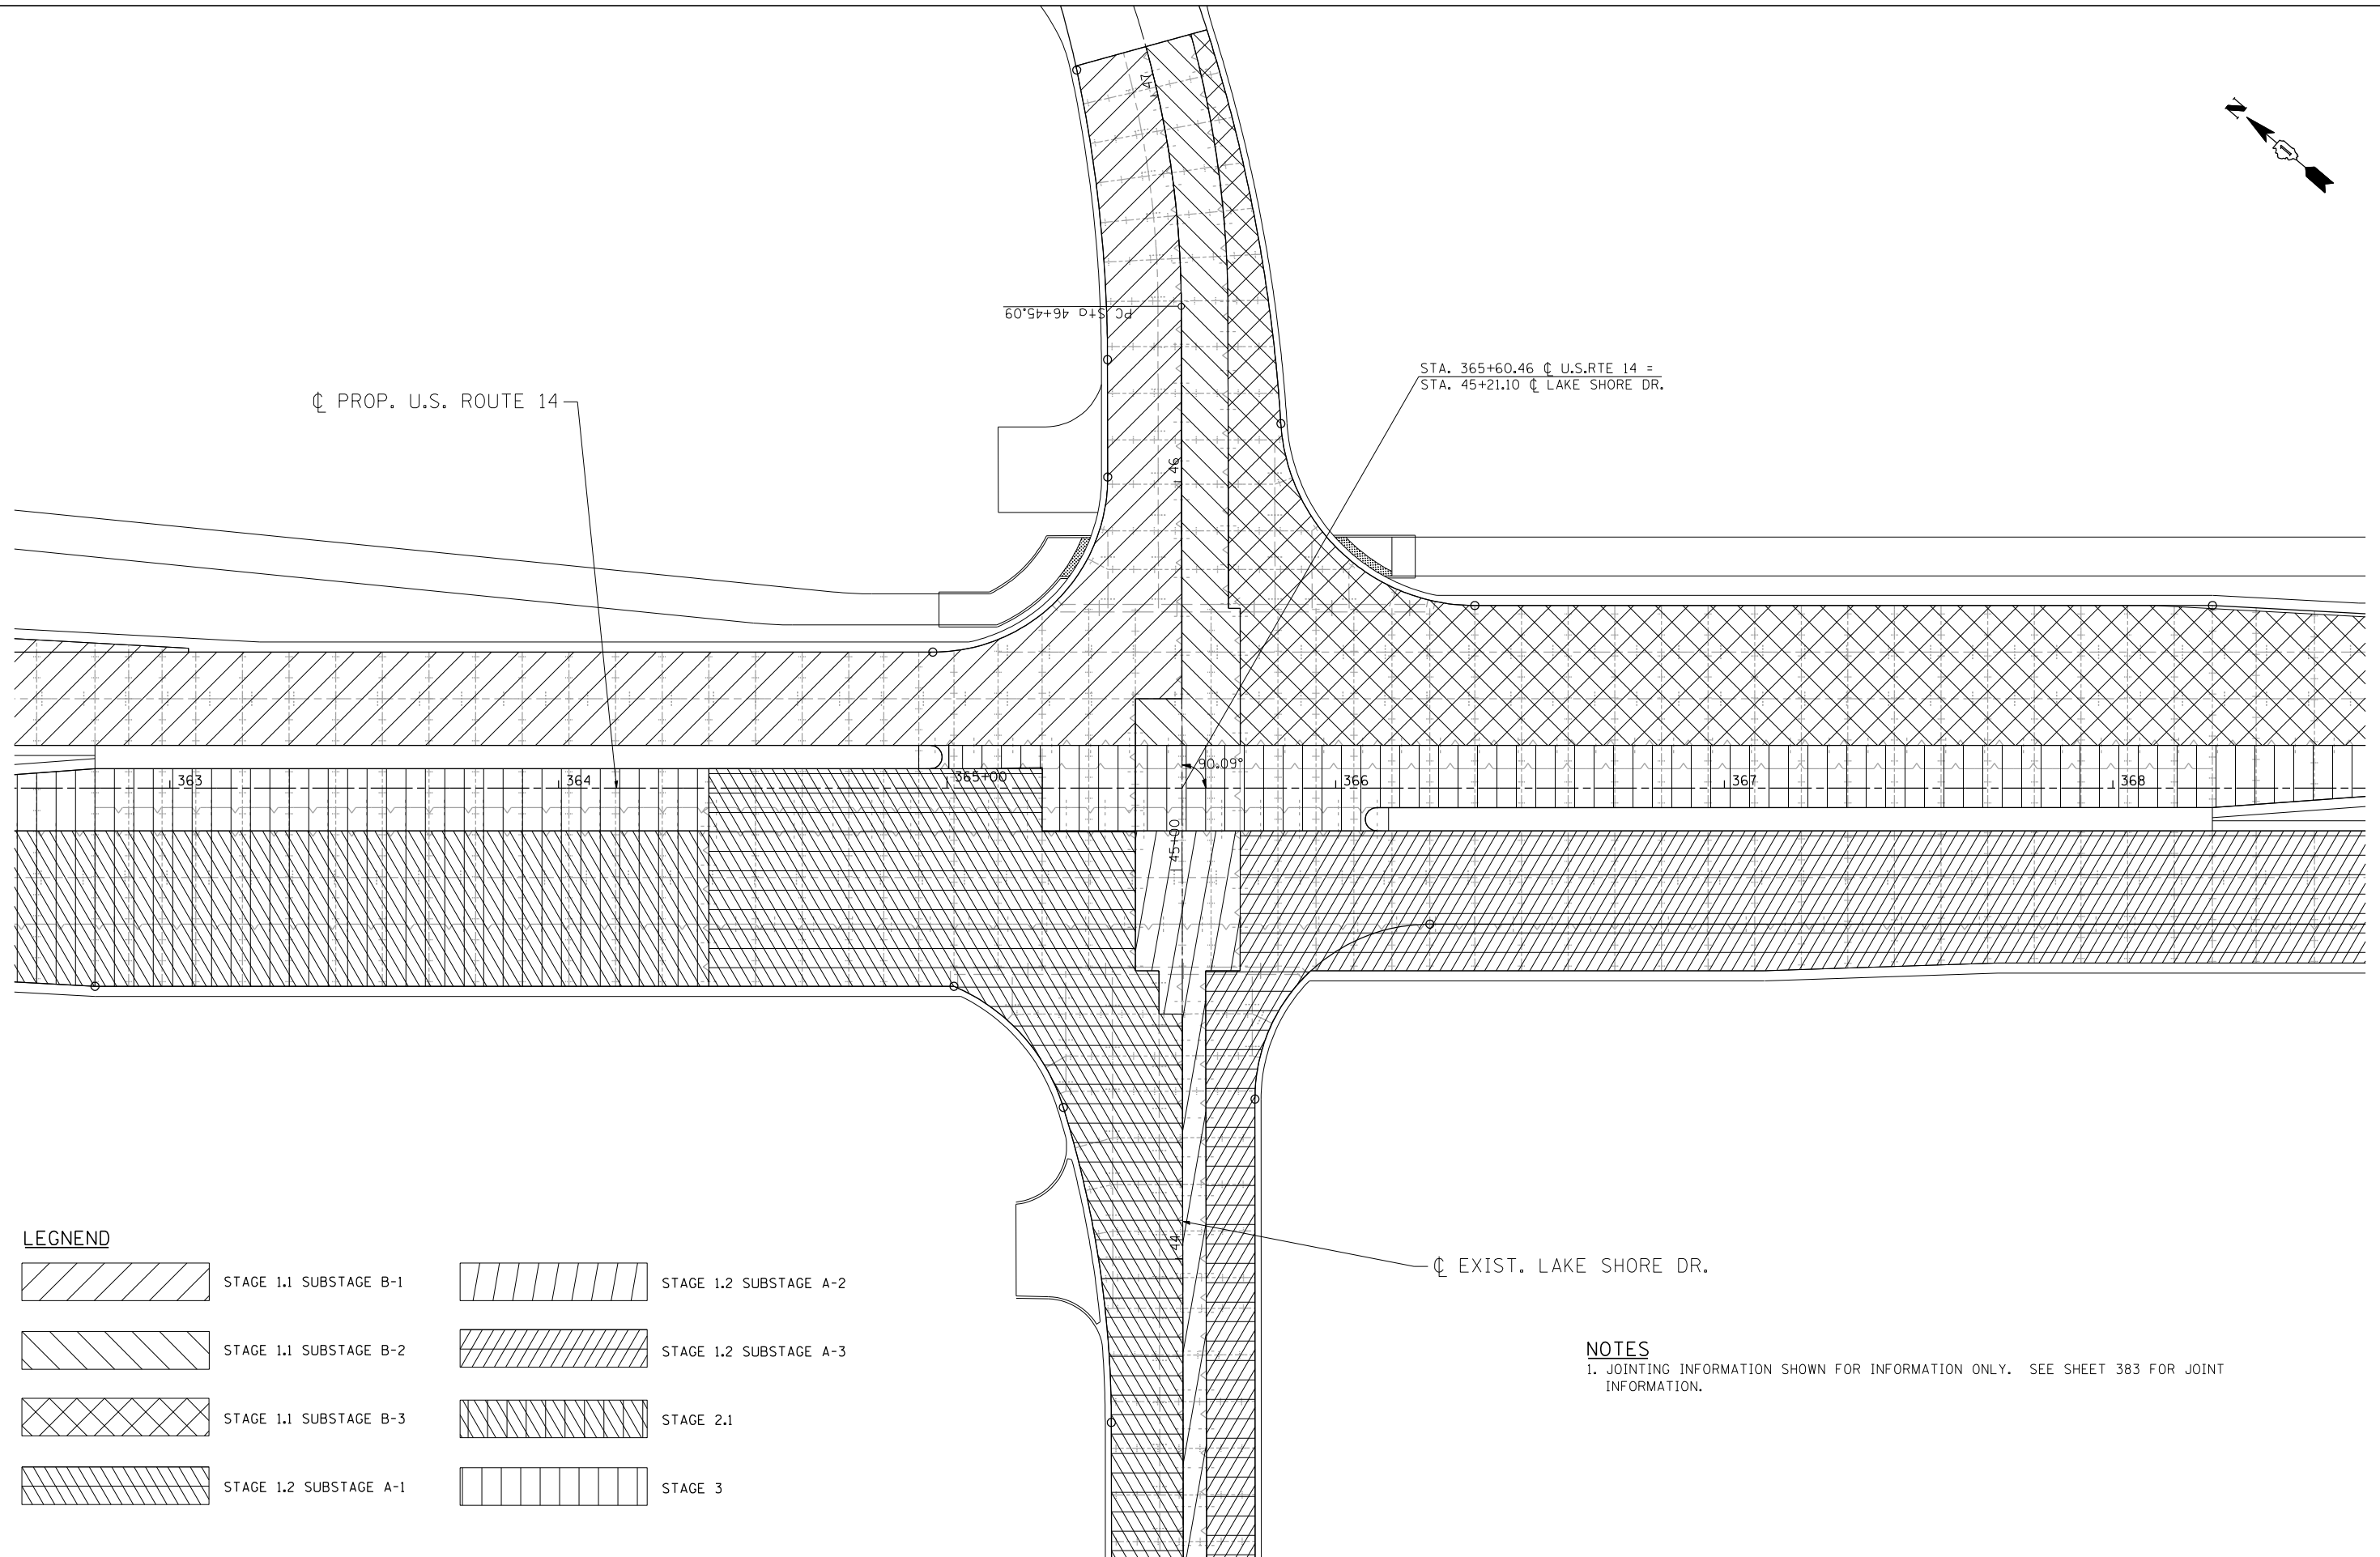 N
47
PC Sta 46+45.09
STA. 365+60.46 ℄ U.S.RTE 14 =
STA. 45+21.10 ℄ LAKE SHORE DR.
℄ PROP. U.S. ROUTE 14
46
90.09°
363
364
365+00
366
367
368
45+00
44
℄ EXIST. LAKE SHORE DR.
LEGNEND
STAGE 1.1 SUBSTAGE B-1
STAGE 1.1 SUBSTAGE B-2
STAGE 1.1 SUBSTAGE B-3
STAGE 1.2 SUBSTAGE A-1
STAGE 1.2 SUBSTAGE A-2
STAGE 1.2 SUBSTAGE A-3
STAGE 2.1
STAGE 3
NOTES
1. JOINTING INFORMATION SHOWN FOR INFORMATION ONLY. SEE SHEET 383 FOR JOINT
INFORMATION.